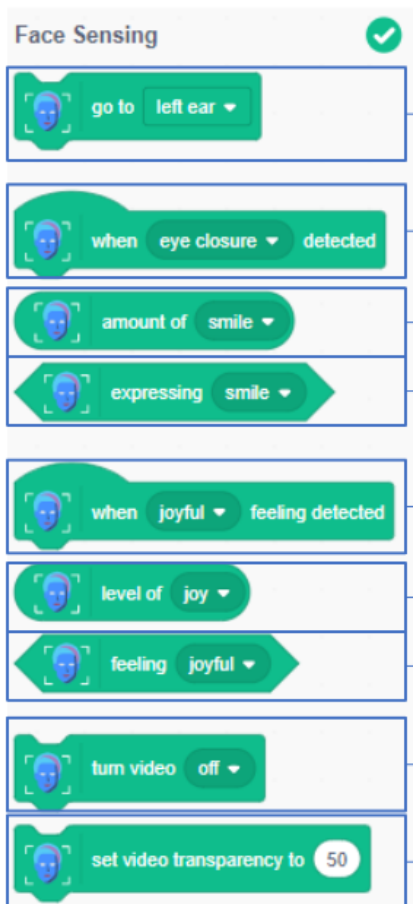 Face Sensing
go to left ear
when eye closure detected
amount of smile
expressing smile
when joyful feeling detected
level of joy
feeling joyful
turn video off
set video transparency to 50